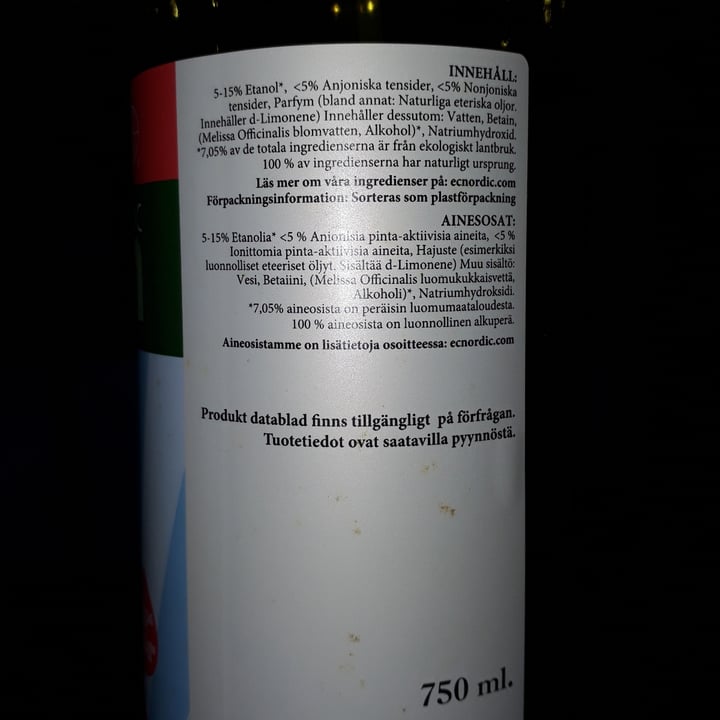 INNEHÅLL:
5-15% Etanol*, <5% Anjoniska tensider, <5% Nonjoniska
tensider, Parfym (bland annat: Naturliga eteriska oljor.
Innehåller d-Limonene) Innehåller dessutom: Vatten, Betain,
(Melissa Officinalis blomvatten, Alkohol)*, Natriumhydroxid.
*7,05% av de totala ingredienserna är från ekologiskt lantbruk.
100 % av ingredienserna har naturligt ursprung.
Läs mer om våra ingredienser på: ecnordic.com
Förpackningsinformation: Sorteras som plastförpackning
AINESOSAT:
5-15% Etanolia* <5 % Anionisia pinta-aktiivisia aineita, <5 %
Ionittomia pinta-aktiivisia aineita, Hajuste (esimerkiksi
luonnolliset eteeriset öljyt. Sisältää d-Limonene) Muu sisältö:
Vesi, Betaiini, (Melissa Officinalis luomukukkaisvettä,
Alkoholi)*, Natriumhydroksidi.
*7,05% aineosista on peräisin luomumaataloudesta.
100 % aineosista on luonnollinen alkuperä.
Aineosistamme on lisätietoja osoitteessa: ecnordic.com
Produkt datablad finns tillgängligt på förfrågan.
Tuotetiedot ovat saatavilla pyynnöstä.
750 ml.